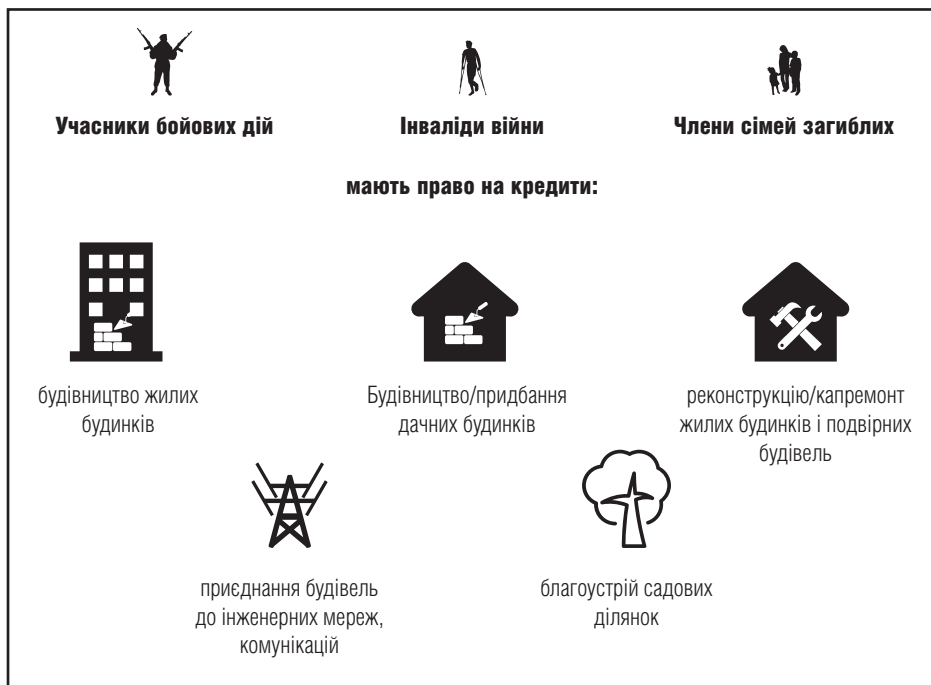 Учасники бойових дій
Інваліди війни
Члени сімей загиблих
мають право на кредити:
будівництво жилих
будинків
Будівництво/придбання
дачних будинків
реконструкцію/капремонт
жилих будинків і подвірних
будівель
приєднання будівель
до інженерних мереж,
комунікацій
благоустрій садових
ділянок